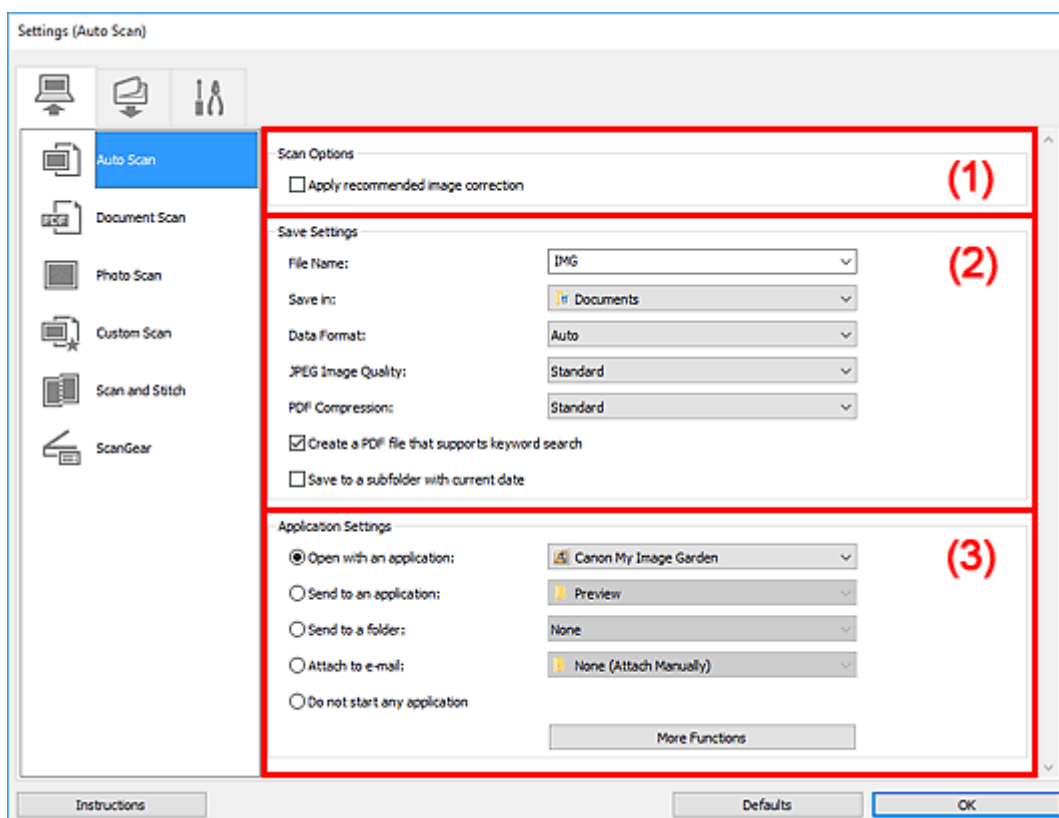 Settings (Auto Scan)
Auto Scan
Document Scan
Photo Scan
Custom Scan
Scan and Stitch
ScanGear
Scan Options
Apply recommended image correction
(1)
Save Settings
(2)
File Name: IMG
Save in: Documents
Data Format: Auto
JPEG Image Quality: Standard
PDF Compression: Standard
Create a PDF file that supports keyword search
Save to a subfolder with current date
Application Settings
(3)
Open with an application: Canon My Image Garden
Send to an application: Preview
Send to a folder: None
Attach to e-mail: None (Attach Manually)
Do not start any application
More Functions
Instructions Defaults OK